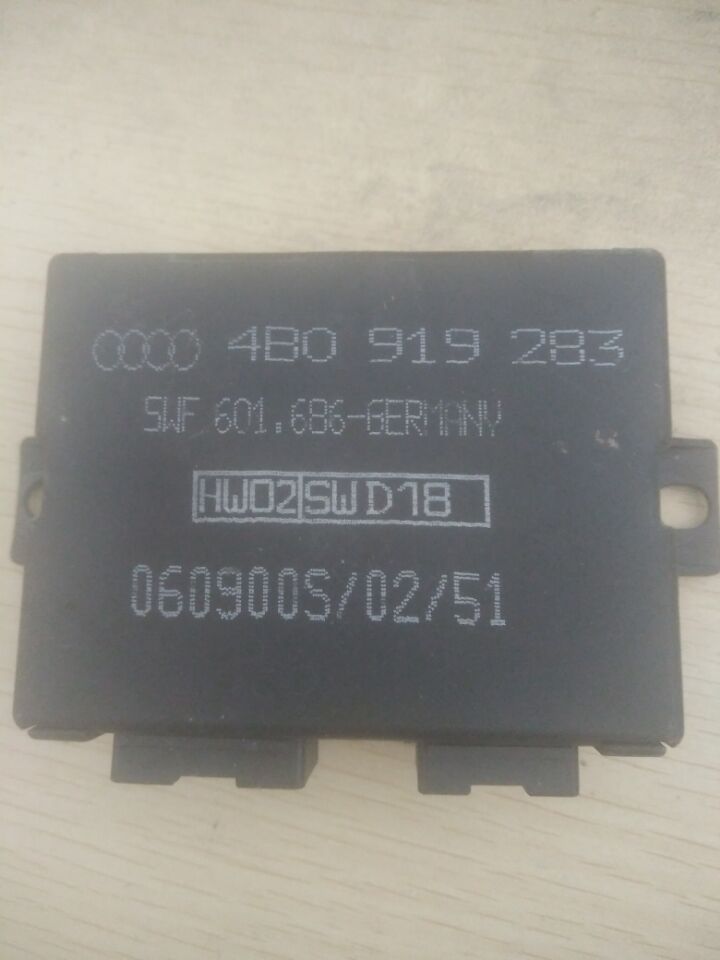 4B0 919 283
SWF 601.686-GERMANY
HW02 SW D18
060900S/02/51